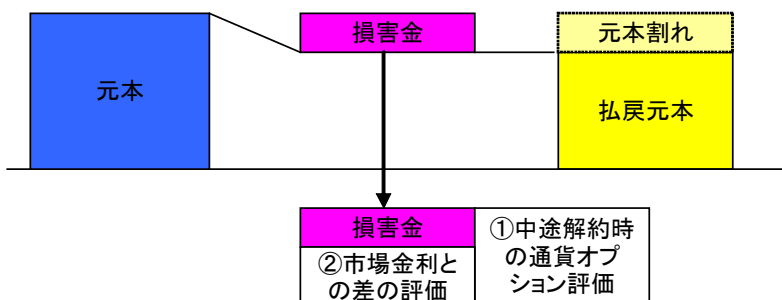 元本
損害金
元本割れ
払戻元本
損害金
②市場金利と
の差の評価
①中途解約時
の通貨オプ
ション評価